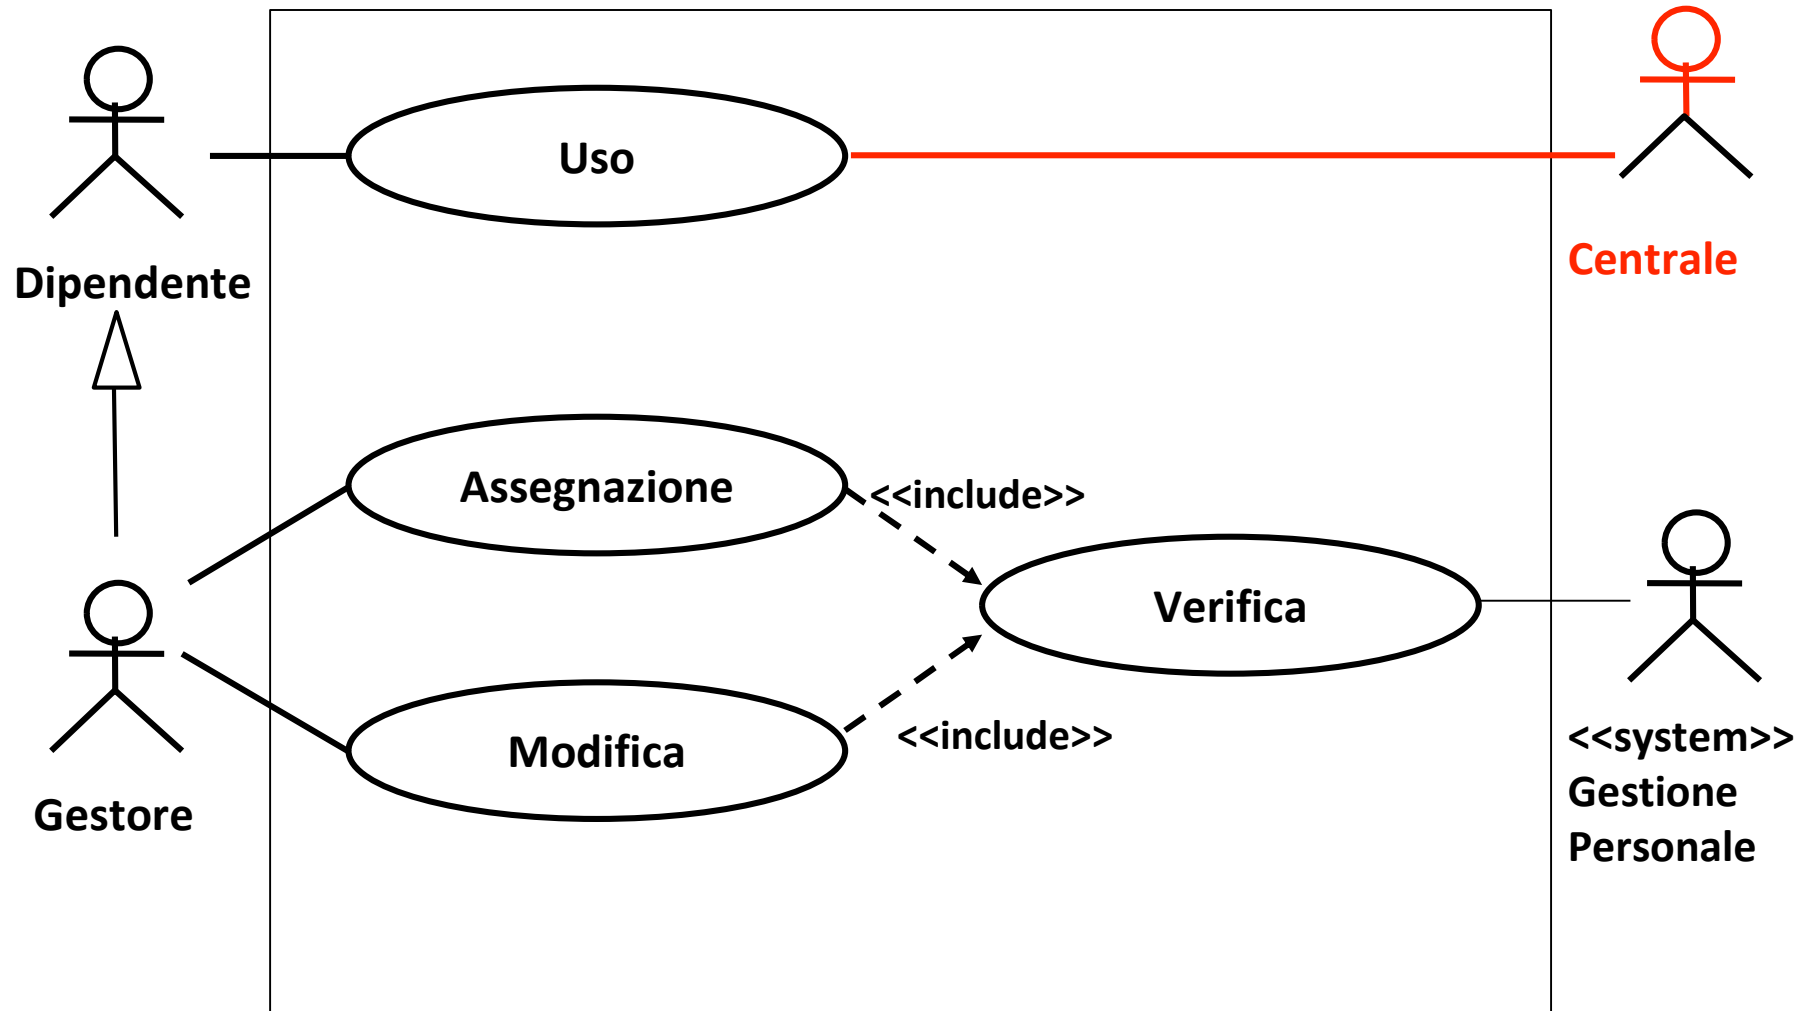 Uso
Centrale
Dipendente
Assegnazione
<<include>>
Verifica
Modifica
<<include>>
<<system>>
Gestione
Personale
Gestore